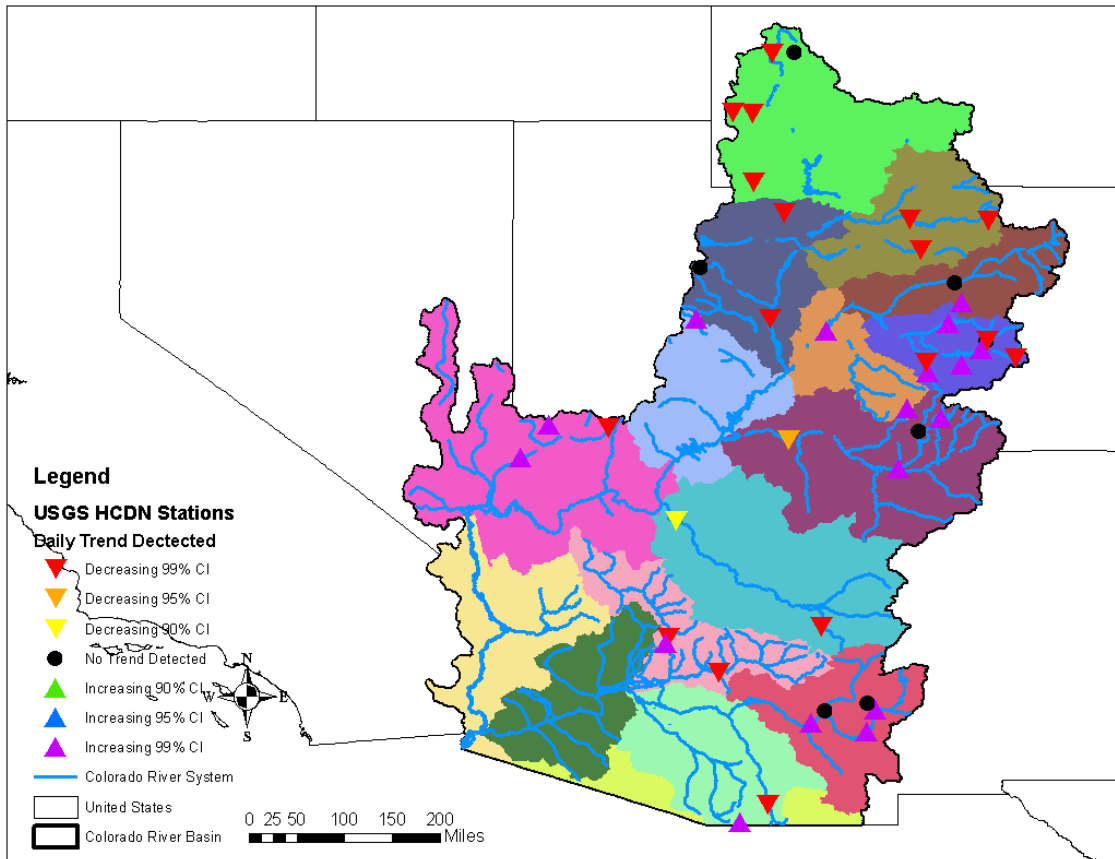 Legend
USGS HCDN Stations
Daily Trend Dectected
Decreasing 99% CI
Decreasing 95% CI
Decreasing 90% CI
No Trend Detected
Increasing 90% CI
Increasing 95% CI
Increasing 99% CI
Colorado River System
United States
Colorado River Basin
N
W E
S
0 25 50 100 150 200
Miles